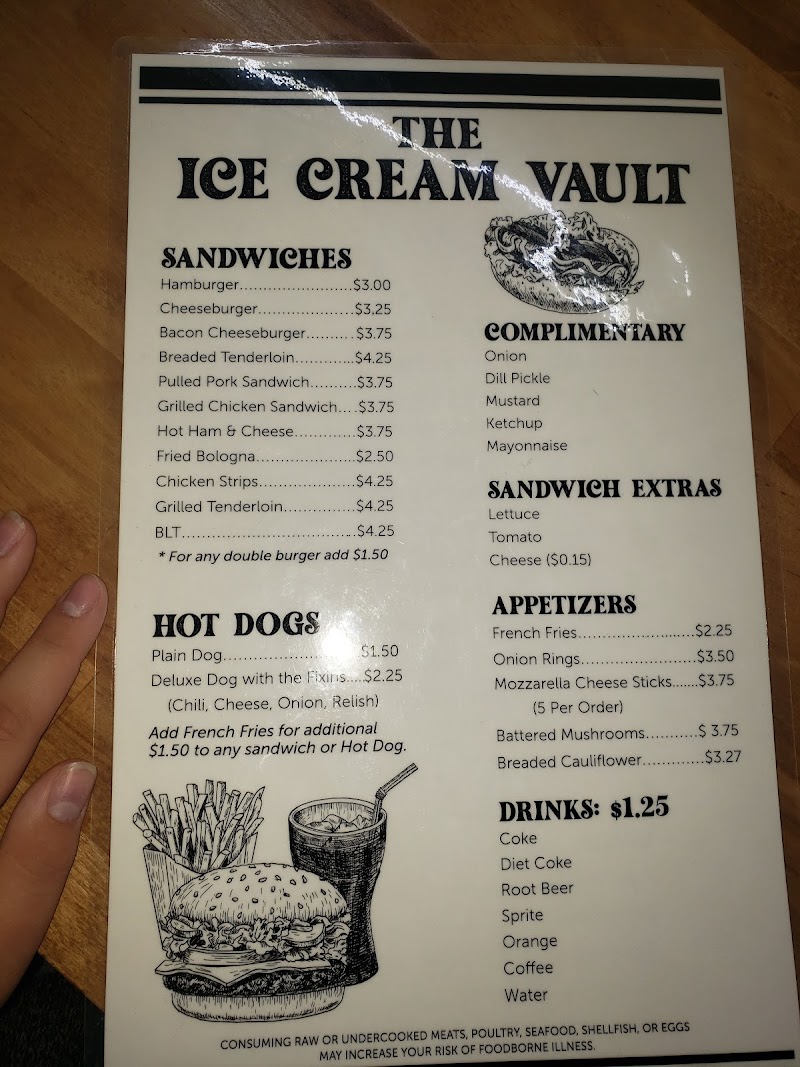 THE
ICE CREAM VAULT
SANDWICHES
Hamburger.......................$3.00
Cheeseburger....................$3.25
Bacon Cheeseburger..........$3.75
Breaded Tenderloin............$4.25
Pulled Pork Sandwich..........$3.75
Grilled Chicken Sandwich....$3.75
Hot Ham & Cheese.............$3.75
Fried Bologna.....................$2.50
Chicken Strips....................$4.25
Grilled Tenderloin...............$4.25
BLT....................................$4.25
* For any double burger add $1.50
HOT DOGS
Plain Dog............................$1.50
Deluxe Dog with the Fixins....$2.25
(Chili, Cheese, Onion, Relish)
Add French Fries for additional
$1.50 to any sandwich or Hot Dog.
COMPLIMENTARY
Onion
Dill Pickle
Mustard
Ketchup
Mayonnaise
SANDWICH EXTRAS
Lettuce
Tomato
Cheese ($0.15)
APPETIZERS
French Fries........................$2.25
Onion Rings........................$3.50
Mozzarella Cheese Sticks.......$3.75
(5 Per Order)
Battered Mushrooms...........$ 3.75
Breaded Cauliflower.............$3.27
DRINKS: $1.25
Coke
Diet Coke
Root Beer
Sprite
Orange
Coffee
Water
CONSUMING RAW OR UNDERCOOKED MEATS, POULTRY, SEAFOOD, SHELLFISH, OR EGGS
MAY INCREASE YOUR RISK OF FOODBORNE ILLNESS.